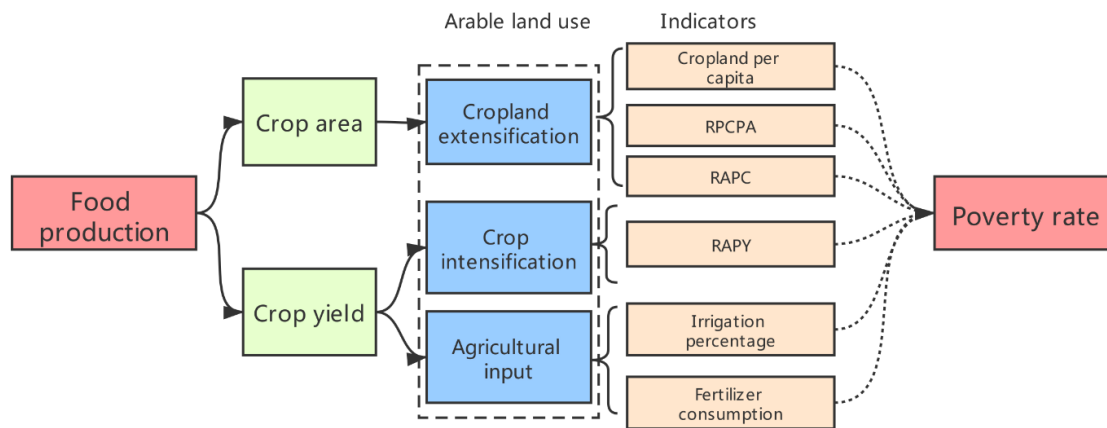 Arable land use
Indicators
Food
production
Crop area
Crop yield
Cropland
extensification
Crop
intensification
Agricultural
input
Cropland per
capita
RPCPA
RAPC
RAPY
Irrigation
percentage
Fertilizer
consumption
Poverty rate